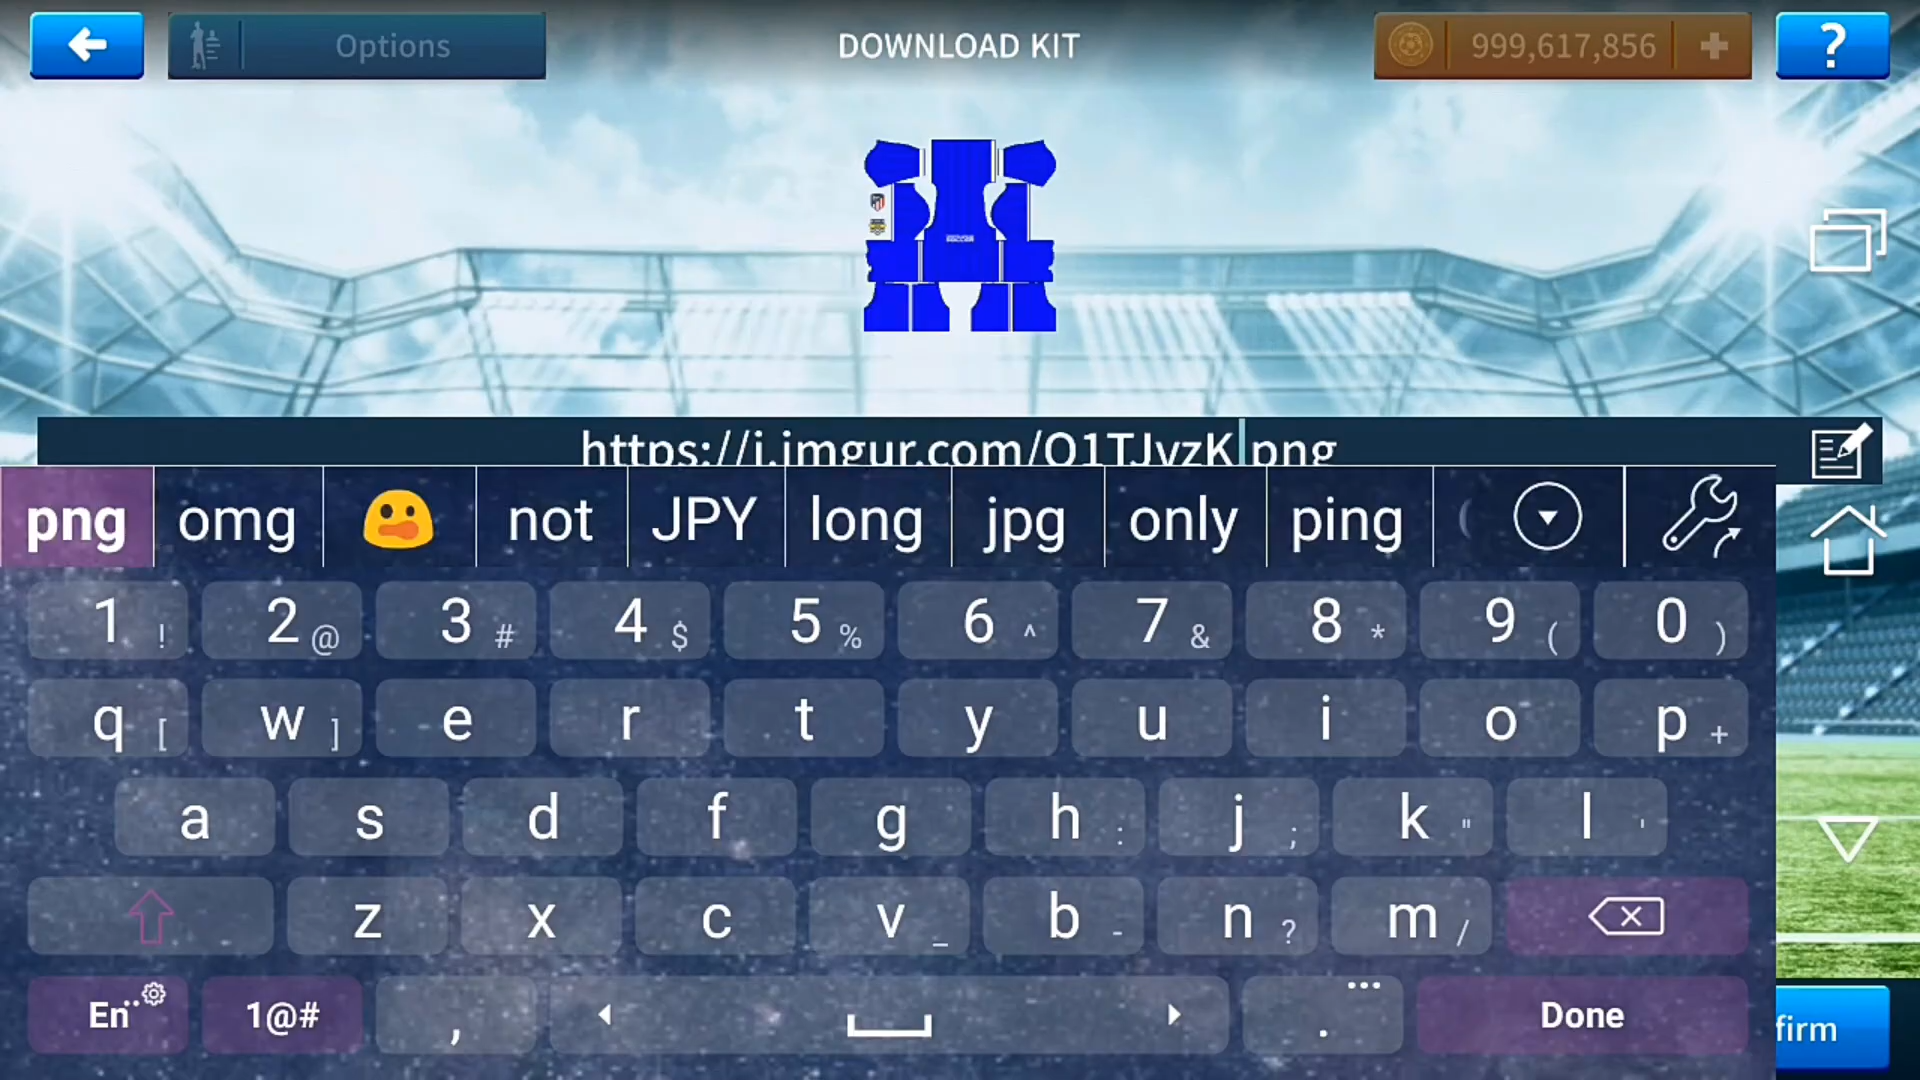 Options
DOWNLOAD KIT
999,617,856 +
?
SOCCER
https://i.imgur.com/O1TJvzK.png
png omg not JPY long jpg only ping
1 ! 2 @ 3 # 4 $ 5 % 6 ^ 7 & 8 * 9 ( 0 )
q [ w ] e r t y u i o p +
a s d f g h : j ; k " l '
z x c v _ b - n ? m /
En 1@# , . ... Done
firm